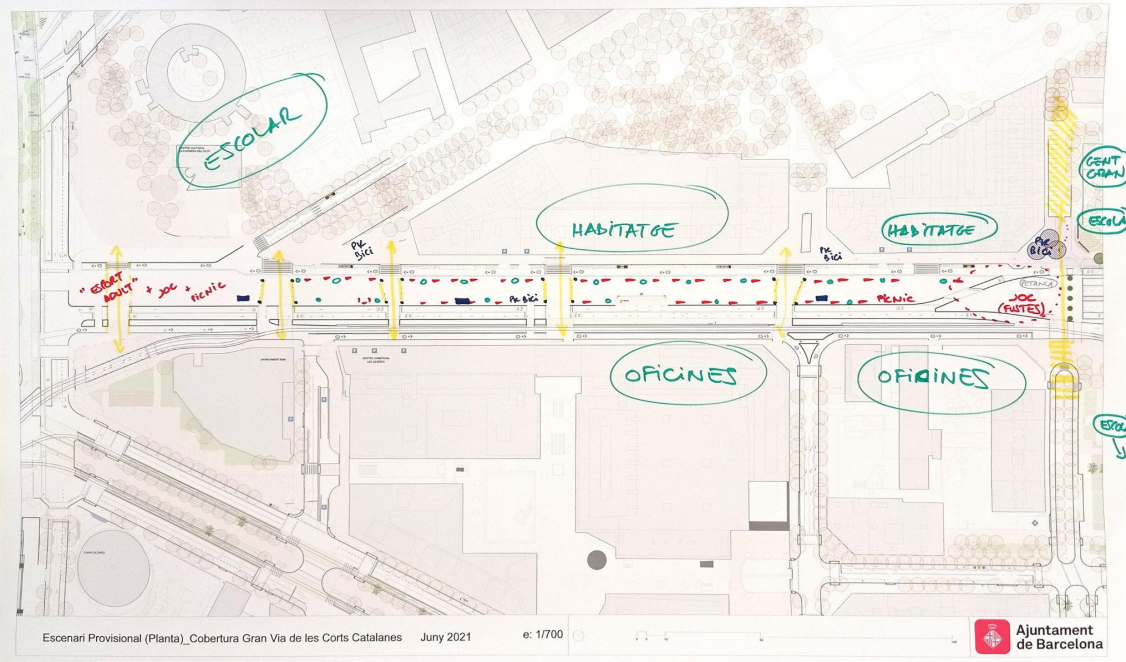 ESCOLAR
GENT
GRAN
ESCOLA
HABITATGE
HABITATGE
PK
BICI
PK
BICI
PK
BICI
"ESPORT
ADULT" + JOC + PICNIC
PK BICI
PICNIC
PETANCA
JOC
(FUSTES)
OFICINES
OFICINES
Escenari Provisional (Planta)_Cobertura Gran Via de les Corts Catalanes Juny 2021 e: 1/700
Ajuntament
de Barcelona